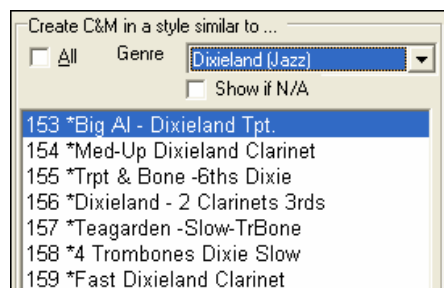 Create C&M in a style similar to ...
All Genre Dixieland (Jazz)
Show if N/A
153 *Big Al - Dixieland Tpt.
154 *Med-Up Dixieland Clarinet
155 *Trpt & Bone -6ths Dixie
156 *Dixieland - 2 Clarinets 3rds
157 *Teagarden -Slow-TrBone
158 *4 Trombones Dixie Slow
159 *Fast Dixieland Clarinet